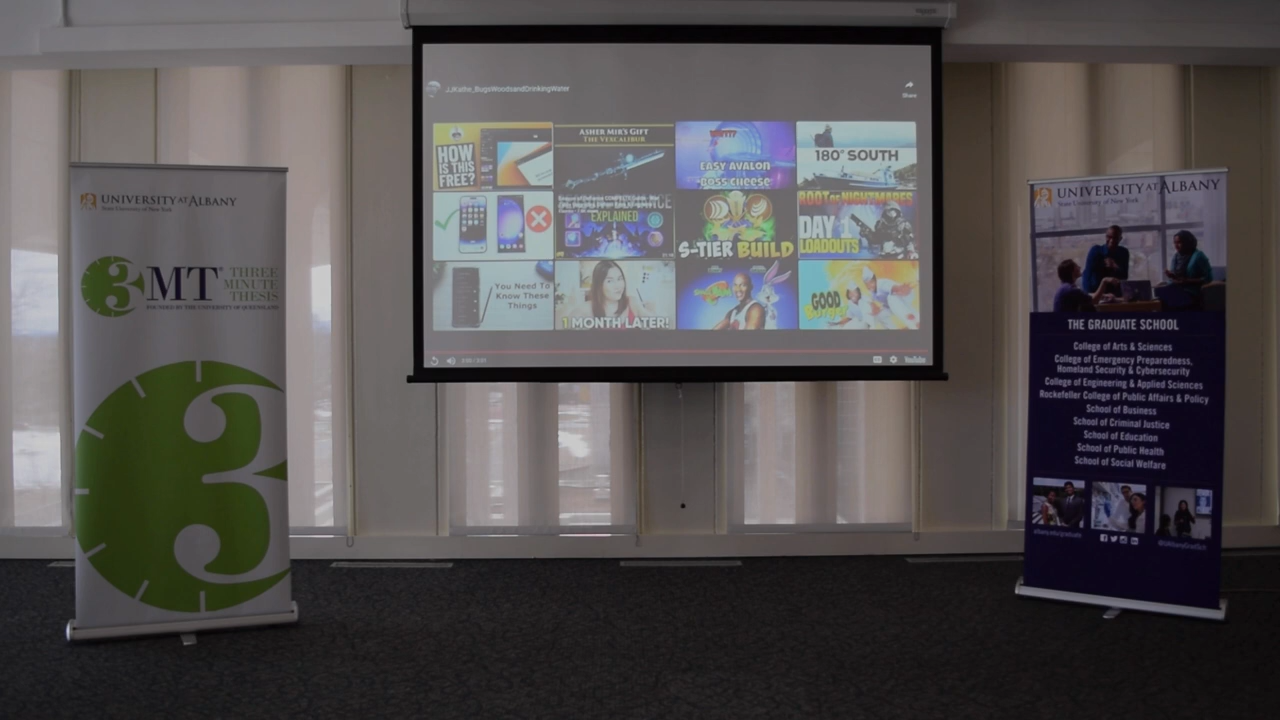 UNIVERSITY AT ALBANY
State University of New York
3MT® THREE
MINUTE
THESIS
FOUNDED BY THE UNIVERSITY OF QUEENSLAND
3
JJKathe_BugsWoodsandDrinkingWater
Share
HOW
IS THIS
FREE?
ASHER MIR'S GIFT
THE VEXCALIBUR
EASY AVALON
BOSS CHEESE
180° SOUTH
EXPLAINED
S-TIER BUILD
ROOT OF NIGHTMARES
DAY 1
LOADOUTS
You Need To
Know These
Things
1 MONTH LATER!
GOOD
Burger
YouTube
UNIVERSITY AT ALBANY
State University of New York
THE GRADUATE SCHOOL
College of Arts & Sciences
College of Emergency Preparedness,
Homeland Security & Cybersecurity
College of Engineering & Applied Sciences
Rockefeller College of Public Affairs & Policy
School of Business
School of Criminal Justice
School of Education
School of Public Health
School of Social Welfare